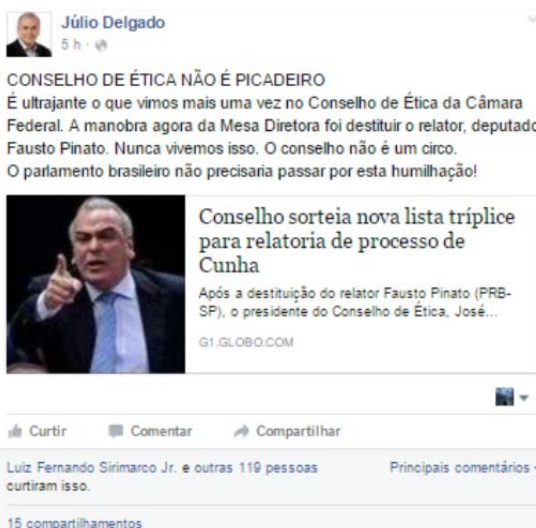 Júlio Delgado
5 h ·
CONSELHO DE ÉTICA NÃO É PICADEIRO
É ultrajante o que vimos mais uma vez no Conselho de Ética da Câmara
Federal. A manobra agora da Mesa Diretora foi destituir o relator, deputado
Fausto Pinato. Nunca vivemos isso. O conselho não é um circo.
O parlamento brasileiro não precisaria passar por esta humilhação!
Conselho sorteia nova lista tríplice
para relatoria de processo de
Cunha
Após a destituição do relator Fausto Pinato (PRB-
SP), o presidente do Conselho de Ética, José...
G1.GLOBO.COM
Curtir Comentar Compartilhar
Luiz Fernando Sirimarco Jr. e outras 119 pessoas Principais comentários
curtiram isso.
15 compartilhamentos